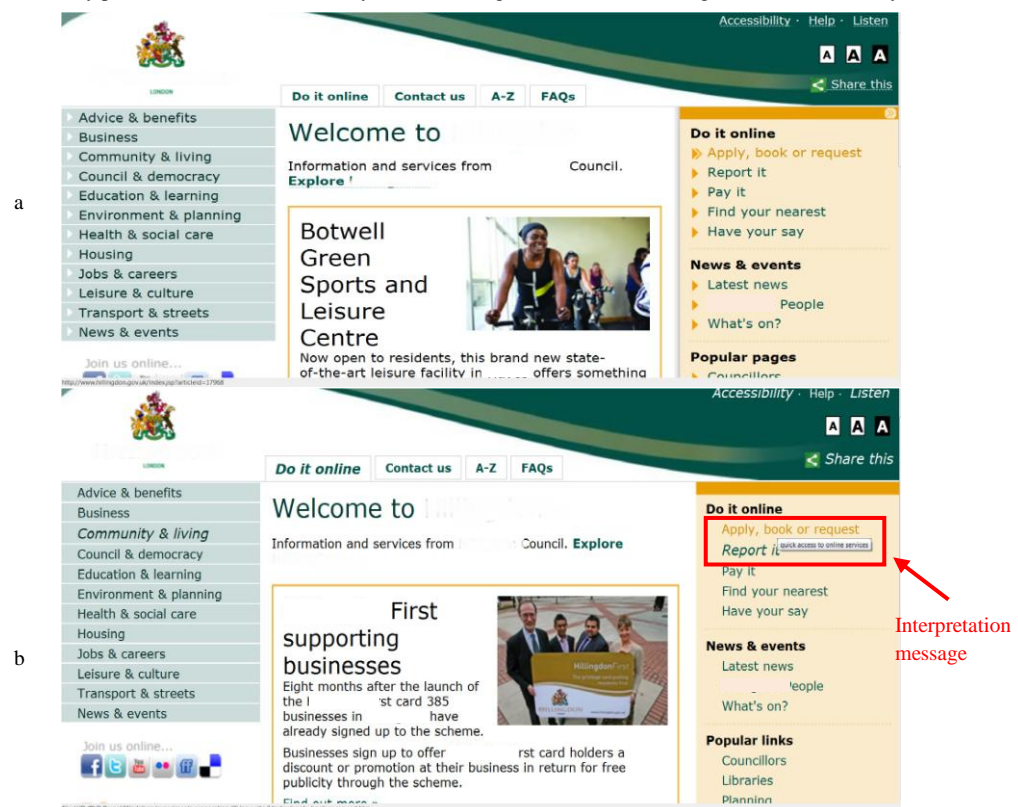 a
Accessibility · Help · Listen
A A A
Share this
LONDON
Do it online Contact us A-Z FAQs
Advice & benefits
Business
Community & living
Council & democracy
Education & learning
Environment & planning
Health & social care
Housing
Jobs & careers
Leisure & culture
Transport & streets
News & events
Join us online...
Welcome to
Information and services from Council.
Explore
Botwell
Green
Sports and
Leisure
Centre
Now open to residents, this brand new state-
of-the-art leisure facility in offers something
Do it online
Apply, book or request
Report it
Pay it
Find your nearest
Have your say
News & events
Latest news
People
What's on?
Popular pages
Councillors
http://www.hillingdon.gov.uk/index.jsp?articleid=37968
b
Accessibility · Help · Listen
A A A
Share this
LONDON
Do it online Contact us A-Z FAQs
Advice & benefits
Business
Community & living
Council & democracy
Education & learning
Environment & planning
Health & social care
Housing
Jobs & careers
Leisure & culture
Transport & streets
News & events
Join us online...
Welcome to
Information and services from Council. Explore
First
supporting
businesses
Eight months after the launch of
the st card 385
businesses in have
already signed up to the scheme.
Businesses sign up to offer rst card holders a
discount or promotion at their business in return for free
publicity through the scheme.
Find out more »
HillingdonFirst
HILLINGDON
Do it online
Apply, book or request
Report it
quick access to online services
Pay it
Find your nearest
Have your say
News & events
Latest news
People
What's on?
Popular links
Councillors
Libraries
Planning
Interpretation
message